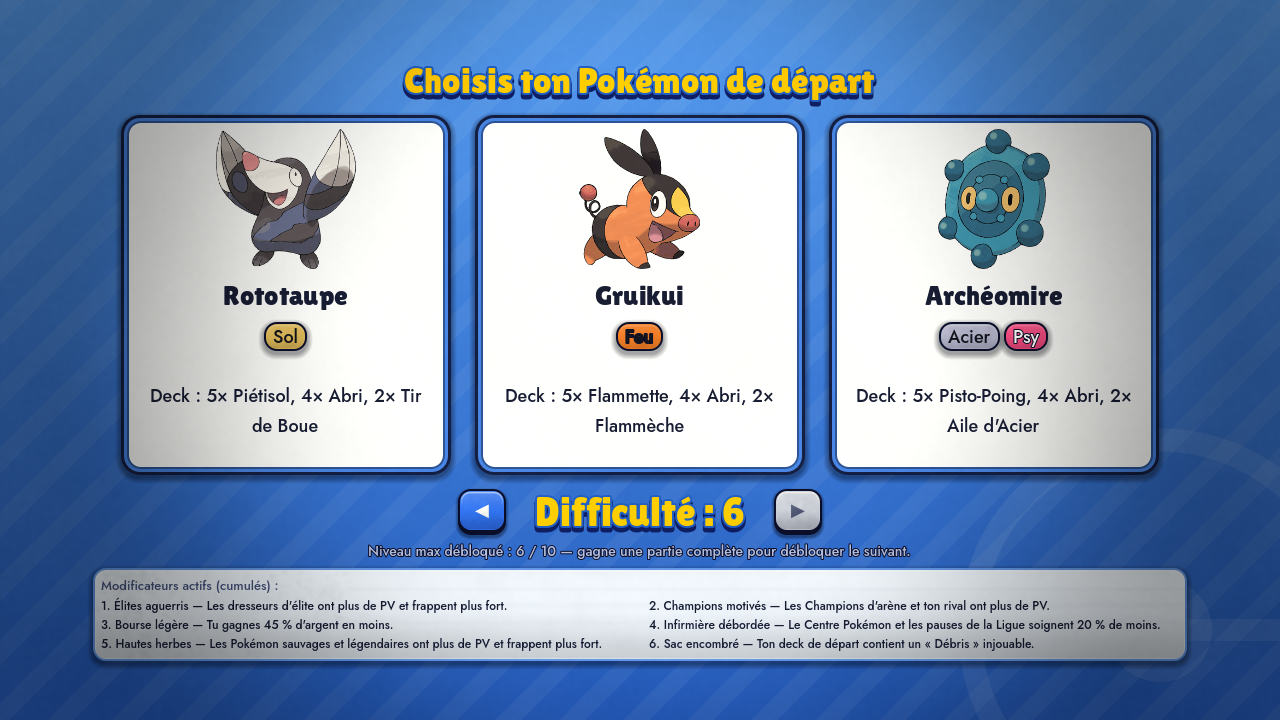 Choisis ton Pokémon de départ
Rototaupe
Sol
Deck : 5× Piétisol, 4× Abri, 2× Tir
de Boue
Gruikui
Feu
Deck : 5× Flammette, 4× Abri, 2×
Flammèche
Archéomire
Acier Psy
Deck : 5× Pisto-Poing, 4× Abri, 2×
Aile d'Acier
◄ Difficulté : 6 ►
Niveau max débloqué : 6 / 10 — gagne une partie complète pour débloquer le suivant.
Modificateurs actifs (cumulés) :
1. Élites aguerris — Les dresseurs d'élite ont plus de PV et frappent plus fort.
2. Champions motivés — Les Champions d'arène et ton rival ont plus de PV.
3. Bourse légère — Tu gagnes 45 % d'argent en moins.
4. Infirmière débordée — Le Centre Pokémon et les pauses de la Ligue soignent 20 % de moins.
5. Hautes herbes — Les Pokémon sauvages et légendaires ont plus de PV et frappent plus fort.
6. Sac encombré — Ton deck de départ contient un « Débris » injouable.